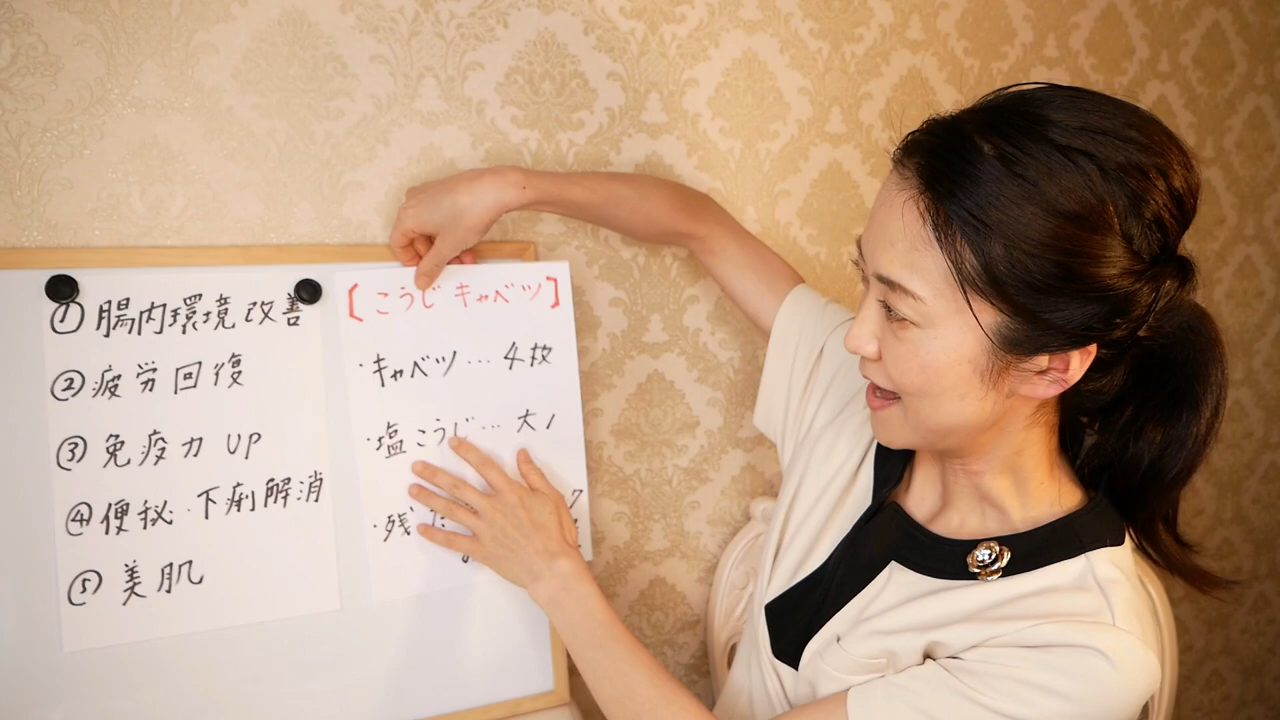 ① 腸内環境改善
② 疲労回復
③ 免疫力 UP
④ 便秘・下痢解消
⑤ 美肌
【こうじキャベツ】
・キャベツ… 4枚
・塩こうじ… 大1
・残